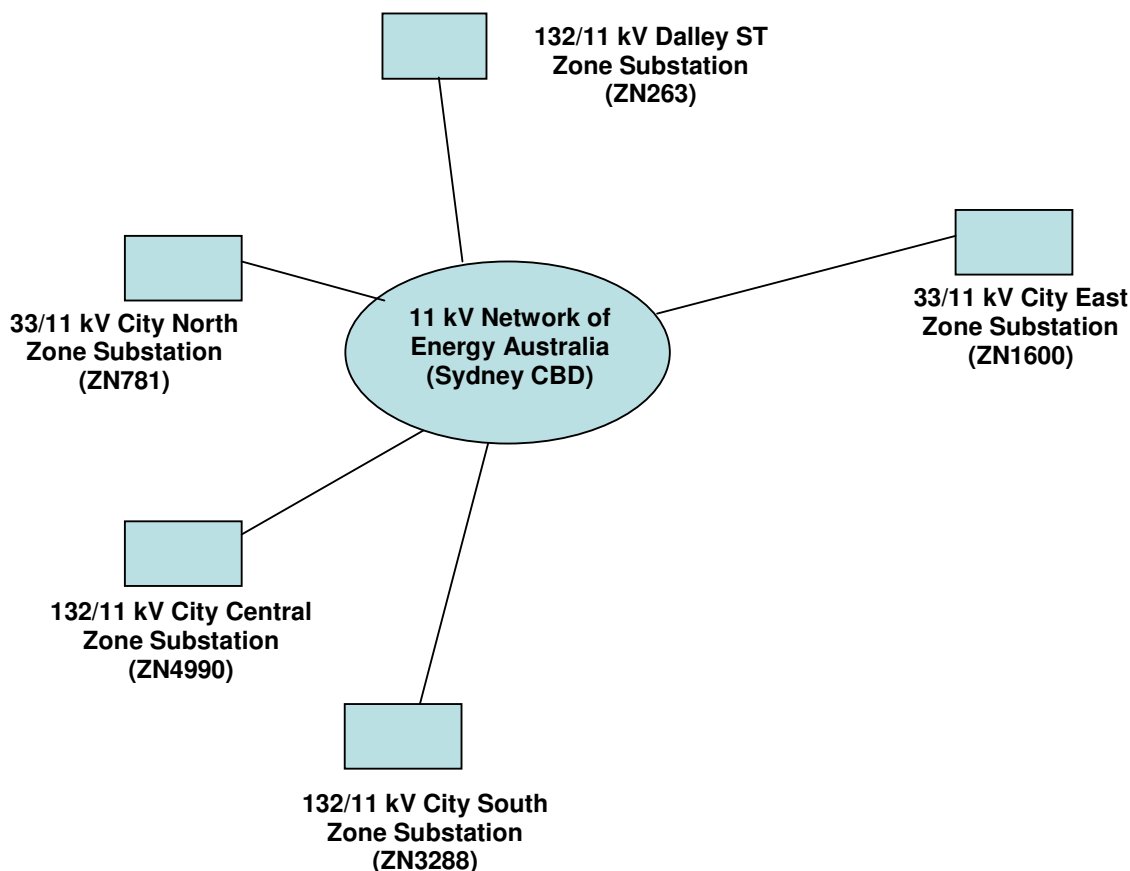 132/11 kV Dalley ST
Zone Substation
(ZN263)
33/11 kV City North
Zone Substation
(ZN781)
11 kV Network of
Energy Australia
(Sydney CBD)
33/11 kV City East
Zone Substation
(ZN1600)
132/11 kV City Central
Zone Substation
(ZN4990)
132/11 kV City South
Zone Substation
(ZN3288)